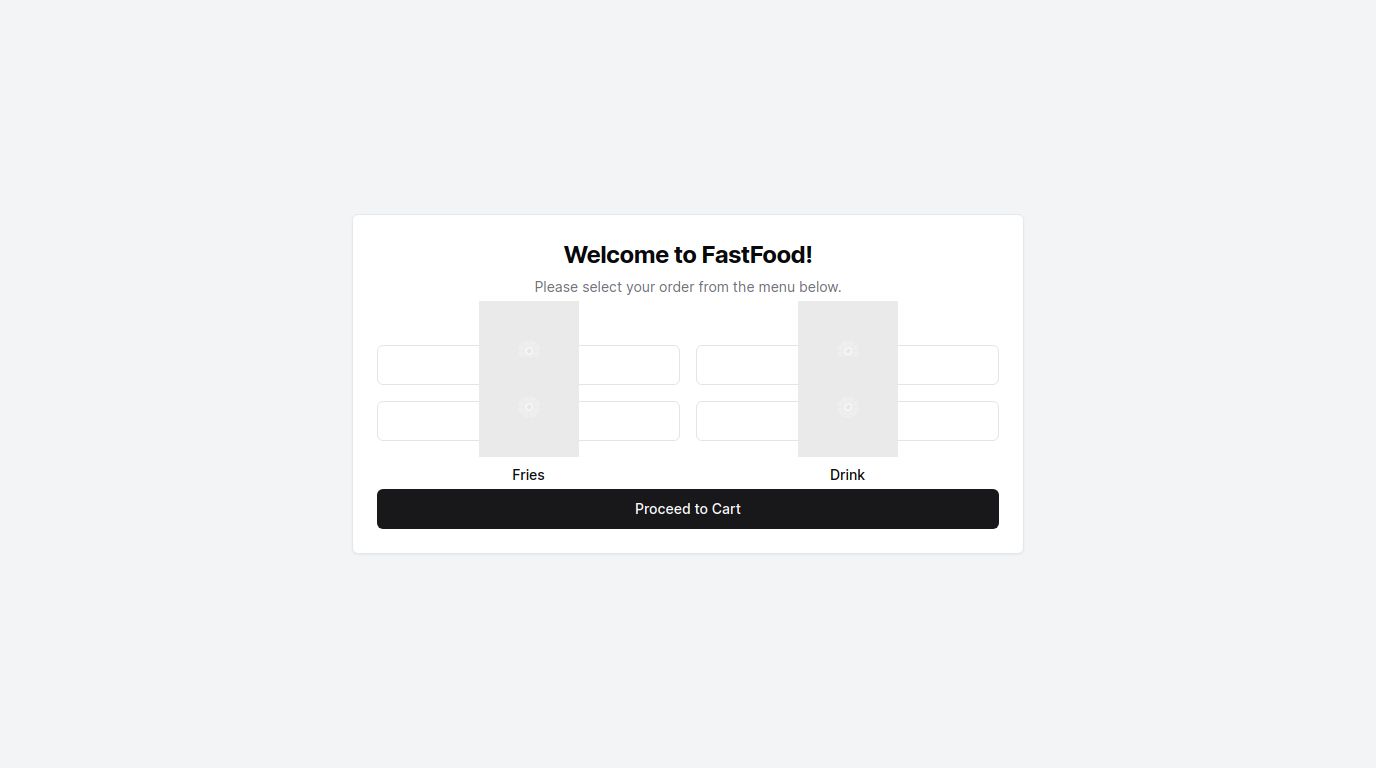 Welcome to FastFood!
Please select your order from the menu below.
Fries
Drink
Proceed to Cart